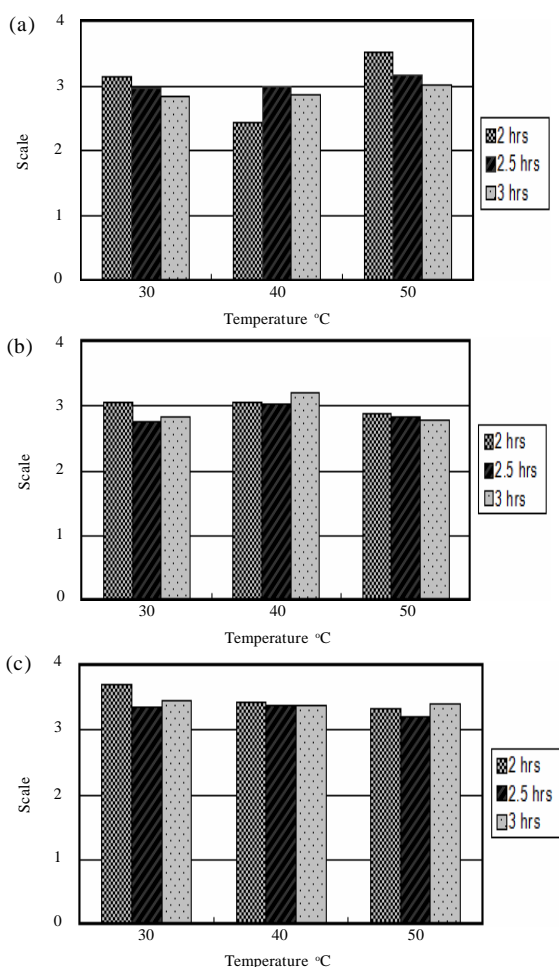 (a)
4
3
2
1
0
Scale
30 40 50
Temperature °C
2 hrs
2.5 hrs
3 hrs
(b)
4
3
2
1
0
Scale
30 40 50
Temperature °C
2 hrs
2.5 hrs
3 hrs
(c)
4
3
2
1
0
Scale
30 40 50
Temperature °C
2 hrs
2.5 hrs
3 hrs